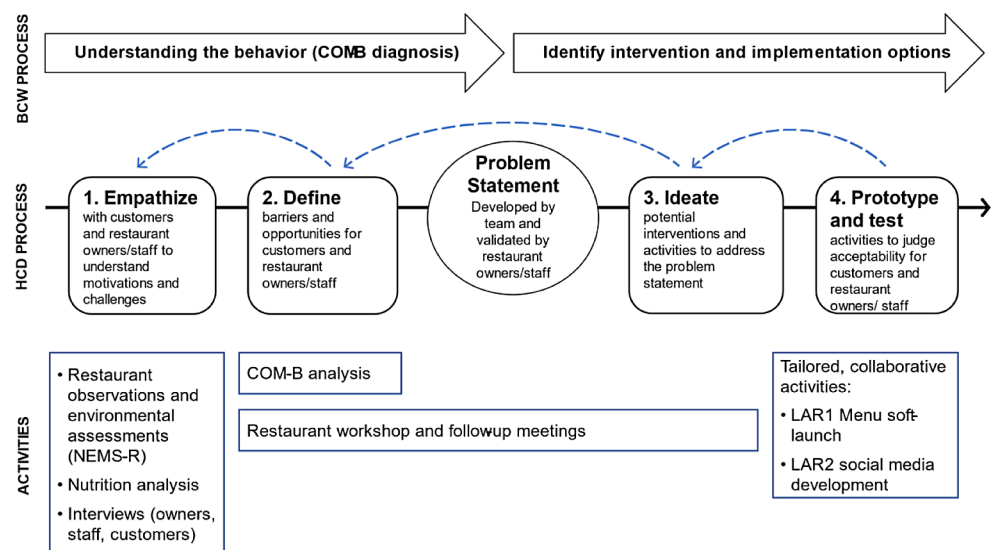 BCW PROCESS
Understanding the behavior (COM-B diagnosis)
Identify intervention and implementation options
HCD PROCESS
1. Empathize
with customers
and restaurant
owners/staff to
understand
motivations and
challenges
2. Define
barriers and
opportunities for
customers and
restaurant
owners/staff
Problem
Statement
Developed by
team and
validated by
restaurant
owners/staff
3. Ideate
potential
interventions and
activities to address
the problem
statement
4. Prototype
and test
activities to judge
acceptability for
customers and
restaurant
owners/ staff
ACTIVITIES
• Restaurant
observations and
environmental
assessments
(NEMS-R)
• Nutrition analysis
• Interviews (owners,
staff, customers)
COM-B analysis
Restaurant workshop and follow-up meetings
Tailored, collaborative
activities:
• LAR1 Menu soft-
launch
• LAR2 social media
development